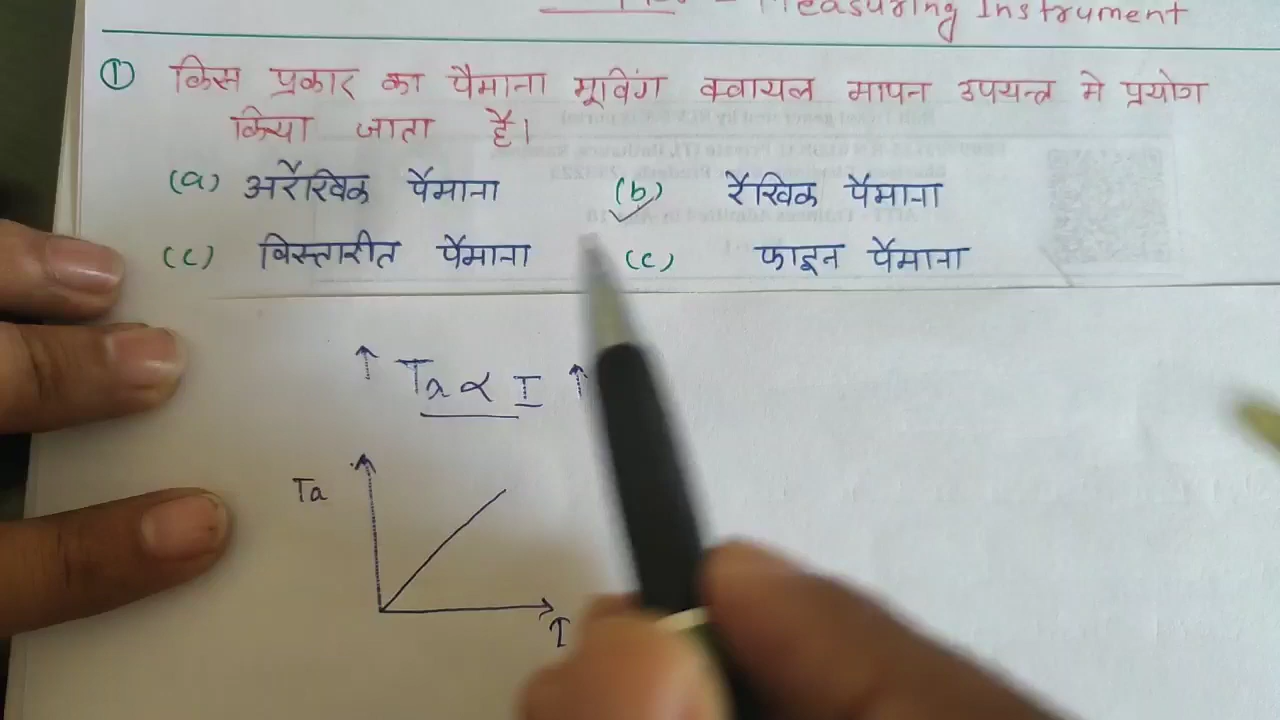 Measuring Instrument
① किस प्रकार का पैमाना मूविंग क्वायल मापन उपयन्त्र मे प्रयोग
किया जाता है।
(a) अरैखिक पैमाना (b) रैखिक पैमाना
(c) विस्तारीत पैमाना (c) फाइन पैमाना
↑ Ta ∝ I ↑
Ta
I